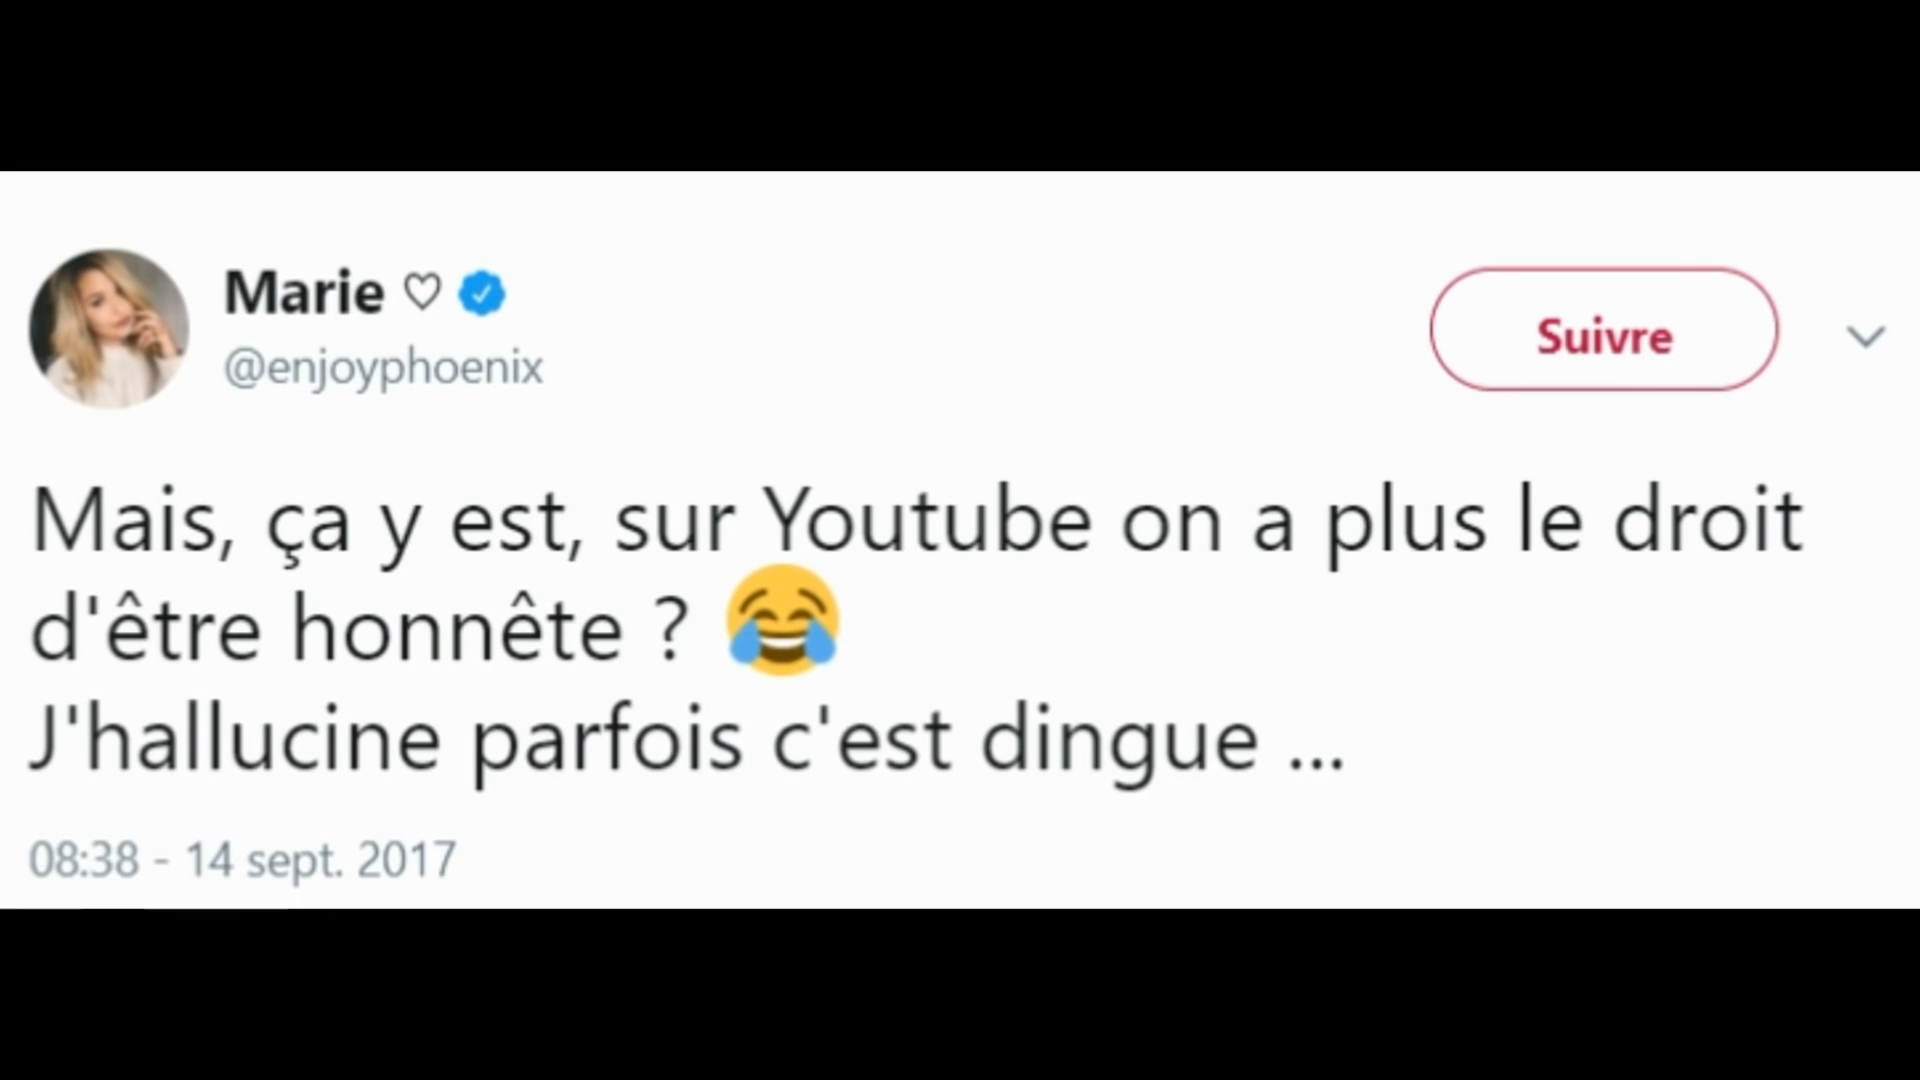 Marie ♡
@enjoyphoenix
Suivre
Mais, ça y est, sur Youtube on a plus le droit
d'être honnête ? 😂
J'hallucine parfois c'est dingue ...
08:38 - 14 sept. 2017